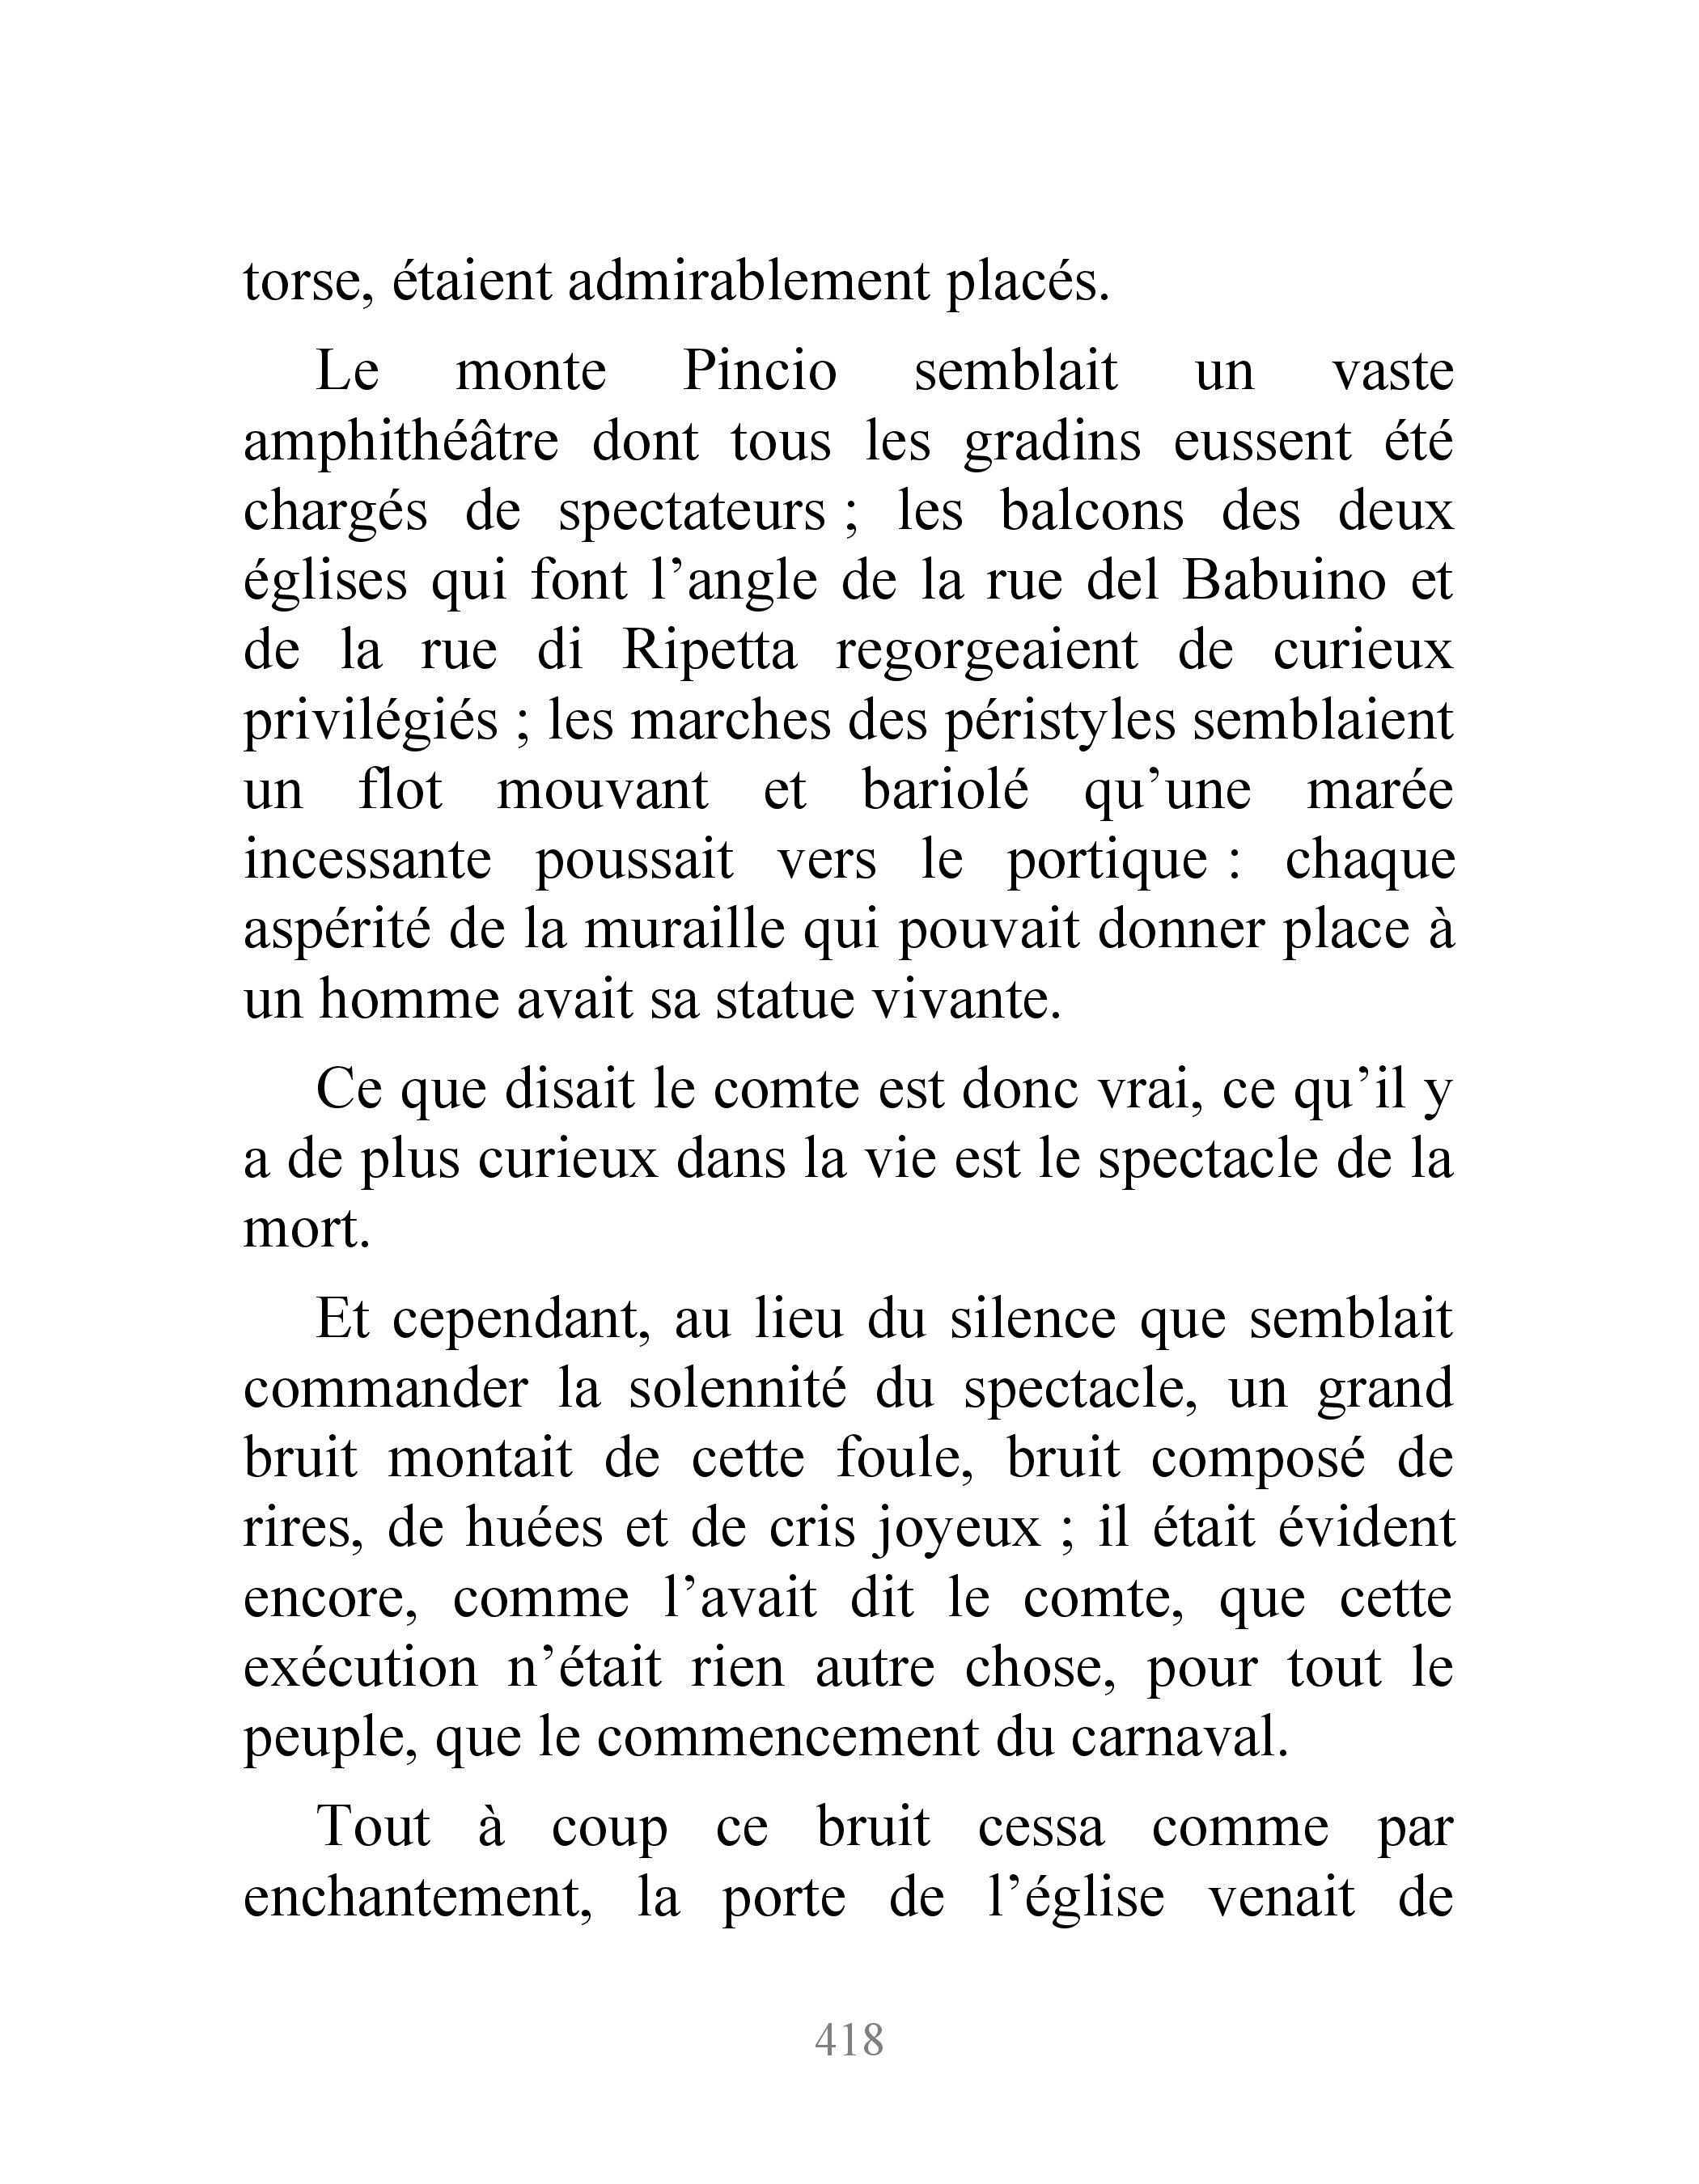 torse, étaient admirablement placés.
Le monte Pincio semblait un vaste
amphithéâtre dont tous les gradins eussent été
chargés de spectateurs ; les balcons des deux
églises qui font l’angle de la rue del Babuino et
de la rue di Ripetta regorgeaient de curieux
privilégiés ; les marches des péristyles semblaient
un flot mouvant et bariolé qu’une marée
incessante poussait vers le portique : chaque
aspérité de la muraille qui pouvait donner place à
un homme avait sa statue vivante.
Ce que disait le comte est donc vrai, ce qu’il y
a de plus curieux dans la vie est le spectacle de la
mort.
Et cependant, au lieu du silence que semblait
commander la solennité du spectacle, un grand
bruit montait de cette foule, bruit composé de
rires, de huées et de cris joyeux ; il était évident
encore, comme l’avait dit le comte, que cette
exécution n’était rien autre chose, pour tout le
peuple, que le commencement du carnaval.
Tout à coup ce bruit cessa comme par
enchantement, la porte de l’église venait de
418